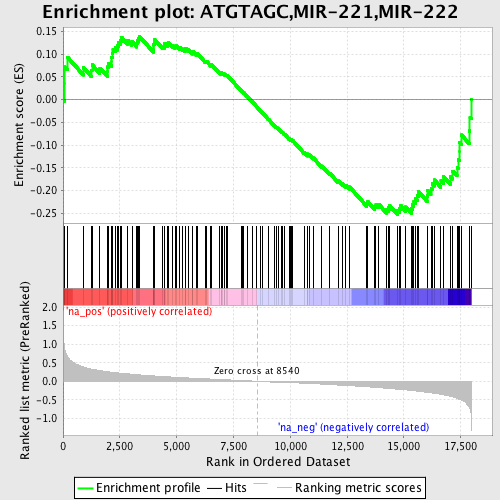 Enrichment plot: ATGTAGC,MIR-221,MIR-222
Enrichment score (ES)
0.15
0.10
0.05
0.00
-0.05
-0.10
-0.15
-0.20
-0.25
'na_pos' (positively correlated)
Ranked list metric (PreRanked)
2.0
1.5
1.0
0.5
0.0
-0.5
-1.0
Zero cross at 8540
'na_neg' (negatively correlated)
0
2,500
5,000
7,500
10,000
12,500
15,000
17,500
Rank in Ordered Dataset
Enrichment profile
Hits
Ranking metric scores